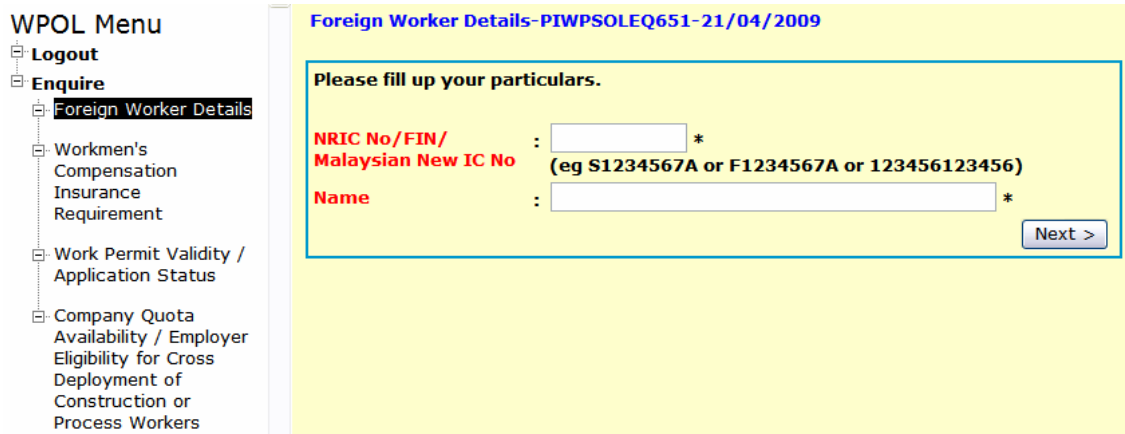 WPOL Menu
Logout
Enquire
Foreign Worker Details
Workmen's
Compensation
Insurance
Requirement
Work Permit Validity /
Application Status
Company Quota
Availability / Employer
Eligibility for Cross
Deployment of
Construction or
Process Workers
Foreign Worker Details-PIWPSOLEQ651-21/04/2009
Please fill up your particulars.
NRIC No/FIN/
Malaysian New IC No : *
(eg S1234567A or F1234567A or 123456123456)
Name : *
Next >